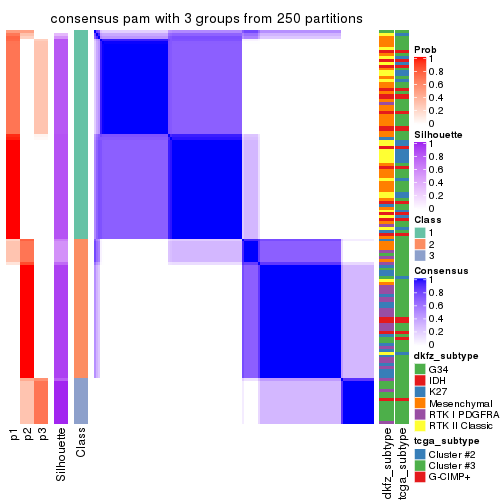 consensus pam with 3 groups from 250 partitions
Prob
1
0.8
0.6
0.4
0.2
0
Silhouette
1
0.8
0.6
0.4
0.2
0
Class
1
2
3
Consensus
1
0.8
0.6
0.4
0.2
0
dkfz_subtype
G34
IDH
K27
Mesenchymal
RTK I PDGFRA
RTK II Classic
tcga_subtype
Cluster #2
Cluster #3
G-CIMP+
p1
p2
p3
Silhouette
Class
dkfz_subtype
tcga_subtype